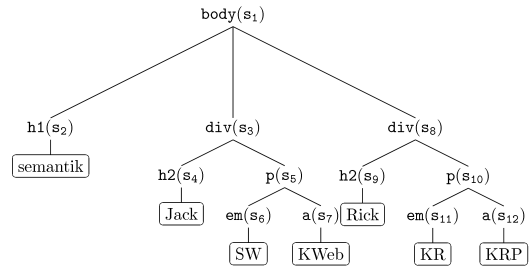 body(s₁)
h1(s₂) div(s₃) div(s₈)
semantik
h2(s₄) p(s₅) h2(s₉) p(s₁₀)
Jack em(s₆) a(s₇) Rick em(s₁₁) a(s₁₂)
SW KWeb KR KRP